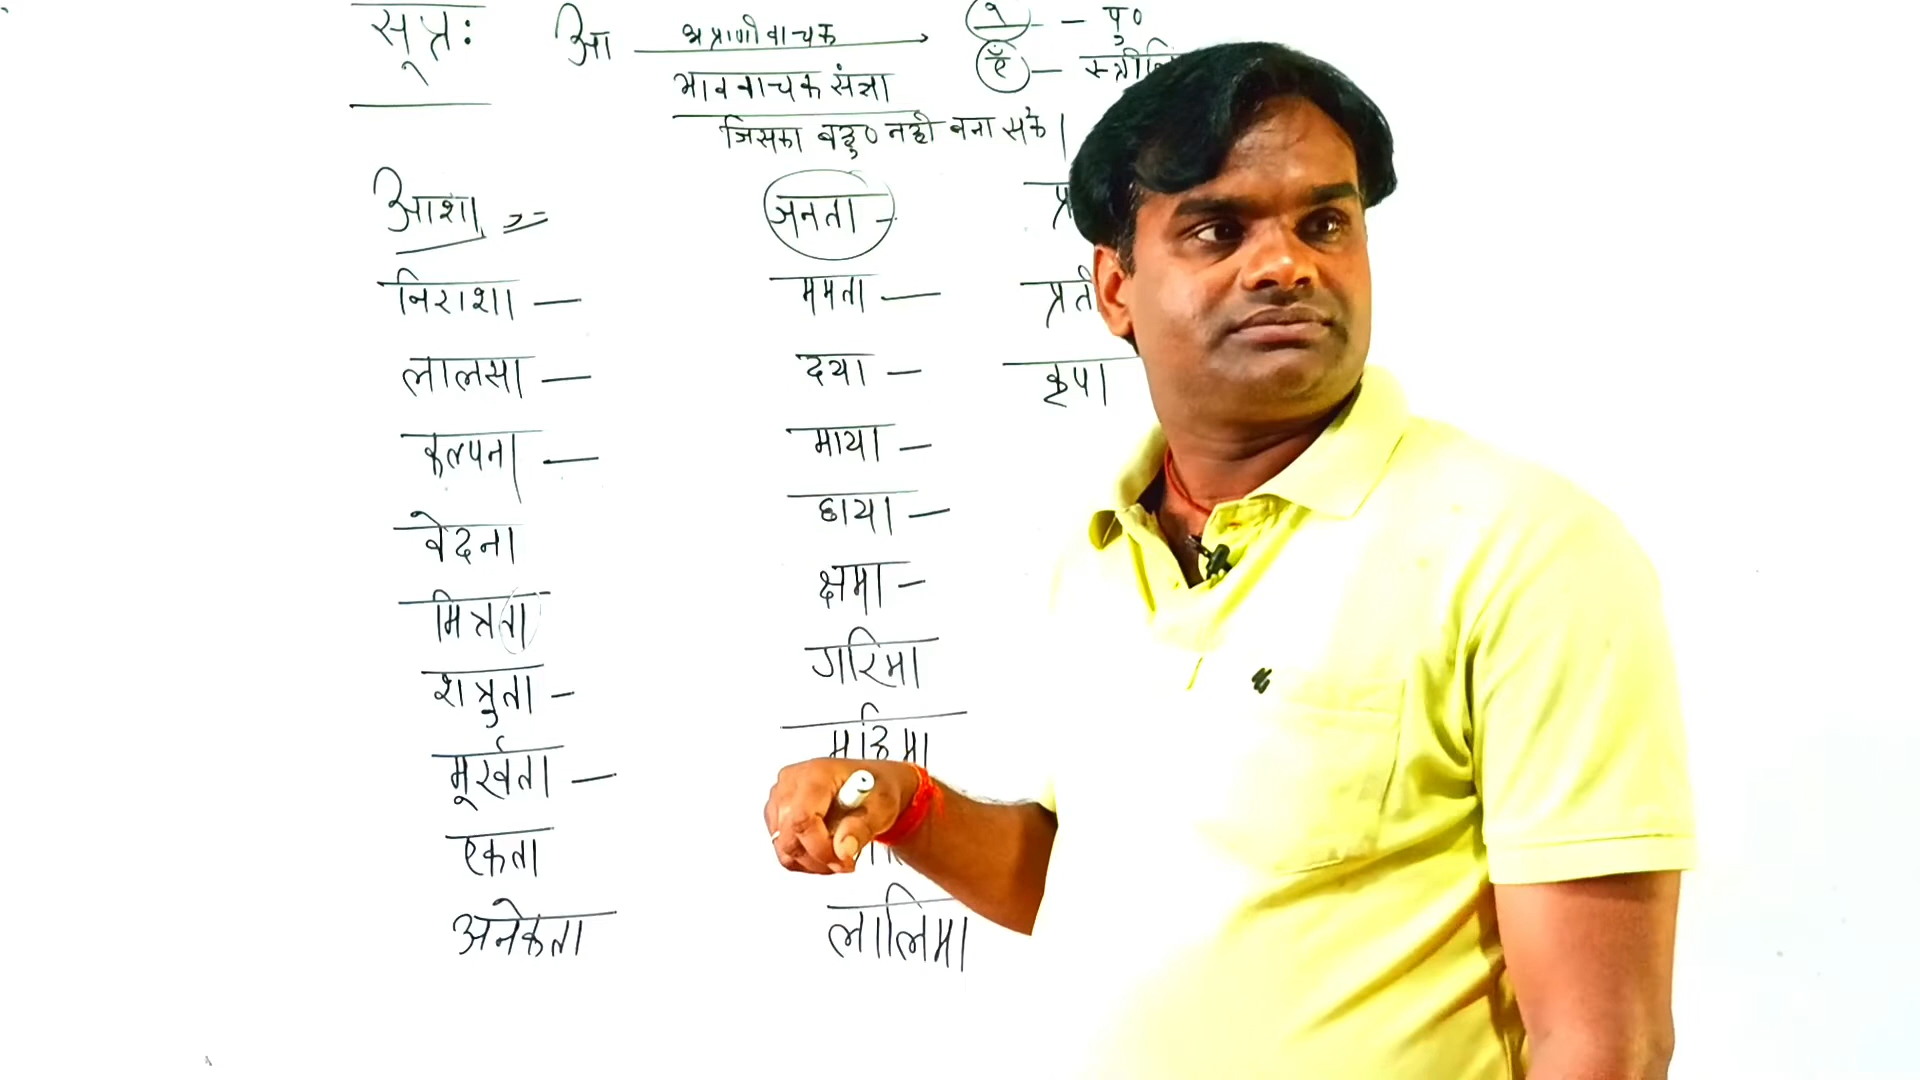 सूत्र:
आ अप्राणीवाचक
ए - पु०
एँ - स्त्रीलिं
भाववाचक संज्ञा
जिसका बहु० नहीं बना सके।
आशा जनता -
निराशा - ममता - प्रती
लालसा - दया - कृपा
कल्पना - माया -
वेदना छाया -
मित्रता क्षमा -
शत्रुता - गरिमा
मूर्खता - महिमा
एकता
अनेकता लालिमा